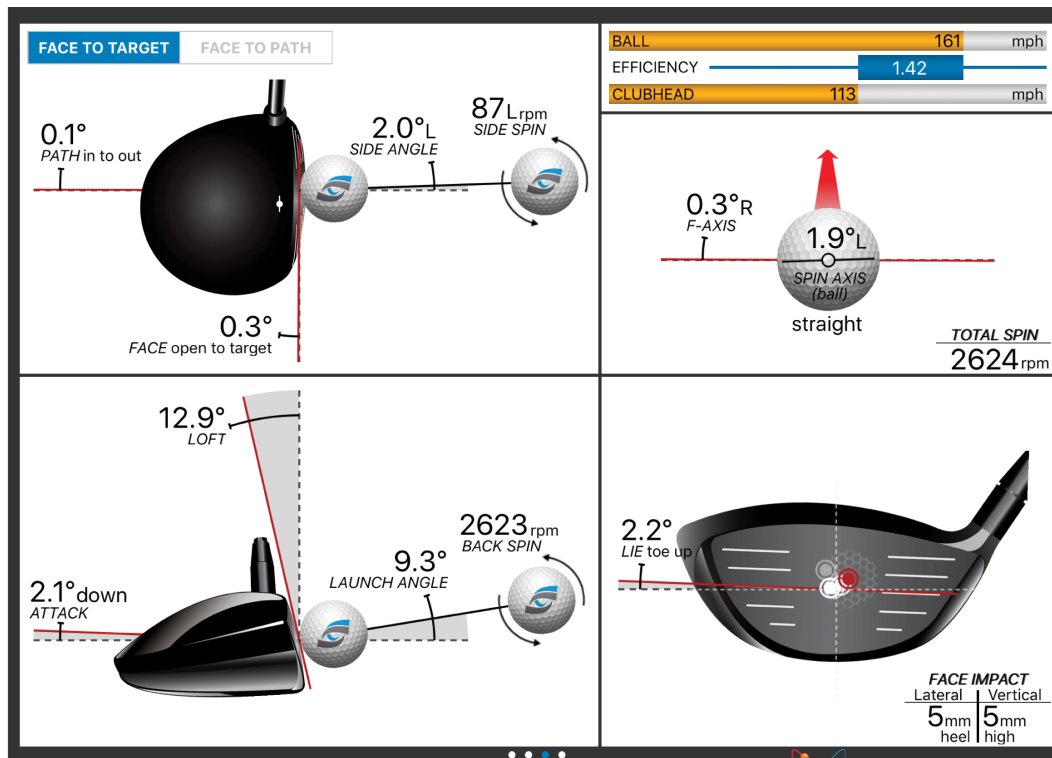 FACE TO TARGET FACE TO PATH
0.1°
PATH in to out
2.0°L
SIDE ANGLE
87L rpm
SIDE SPIN
0.3°
FACE open to target
BALL 161 mph
EFFICIENCY 1.42
CLUBHEAD 113 mph
0.3°R
F-AXIS
1.9°L
SPIN AXIS
(ball)
straight
TOTAL SPIN
2624 rpm
12.9°
LOFT
2.1° down
ATTACK
9.3°
LAUNCH ANGLE
2623 rpm
BACK SPIN
2.2°
LIE toe up
FACE IMPACT
Lateral Vertical
5mm 5mm
heel high